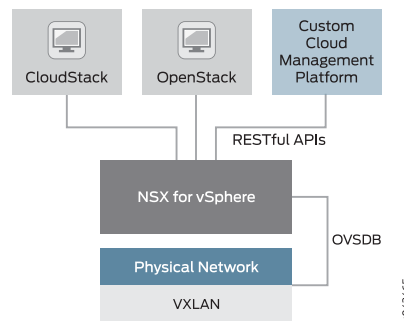 CloudStack
OpenStack
Custom
Cloud
Management
Platform
RESTful APIs
NSX for vSphere
OVSDB
Physical Network
VXLAN